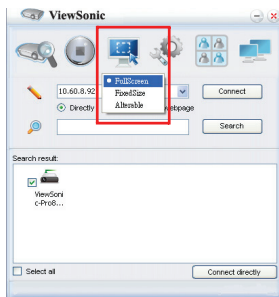 ViewSonic
FullScreen
FixedSize
Alterable
10.60.8.92
Connect
Directly
webpage
Search
Search result:
ViewSoni
c-Pro8...
Select all
Connect directly